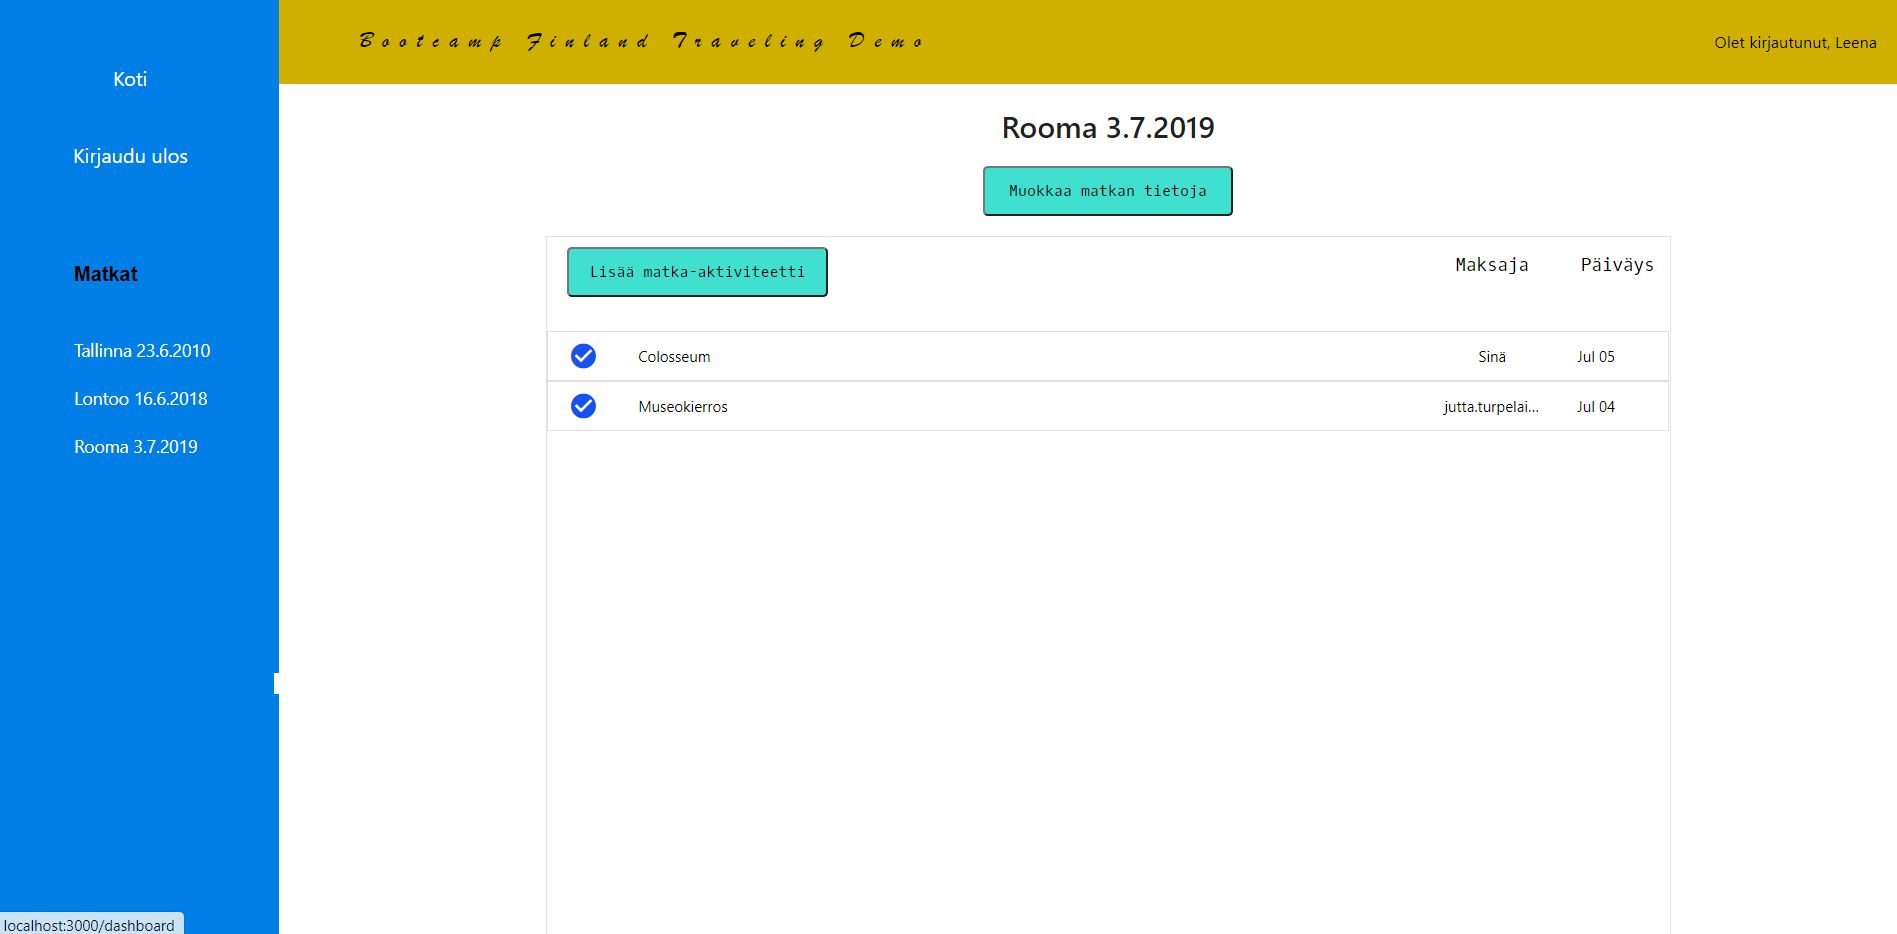 Koti
Kirjaudu ulos
Matkat
Tallinna 23.6.2010
Lontoo 16.6.2018
Rooma 3.7.2019
localhost:3000/dashboard
Bootcamp Finland Traveling Demo
Olet kirjautunut, Leena
Rooma 3.7.2019
Muokkaa matkan tietoja
Lisää matka-aktiviteetti Maksaja Päiväys
Colosseum Sinä Jul 05
Museokierros jutta.turpelai... Jul 04